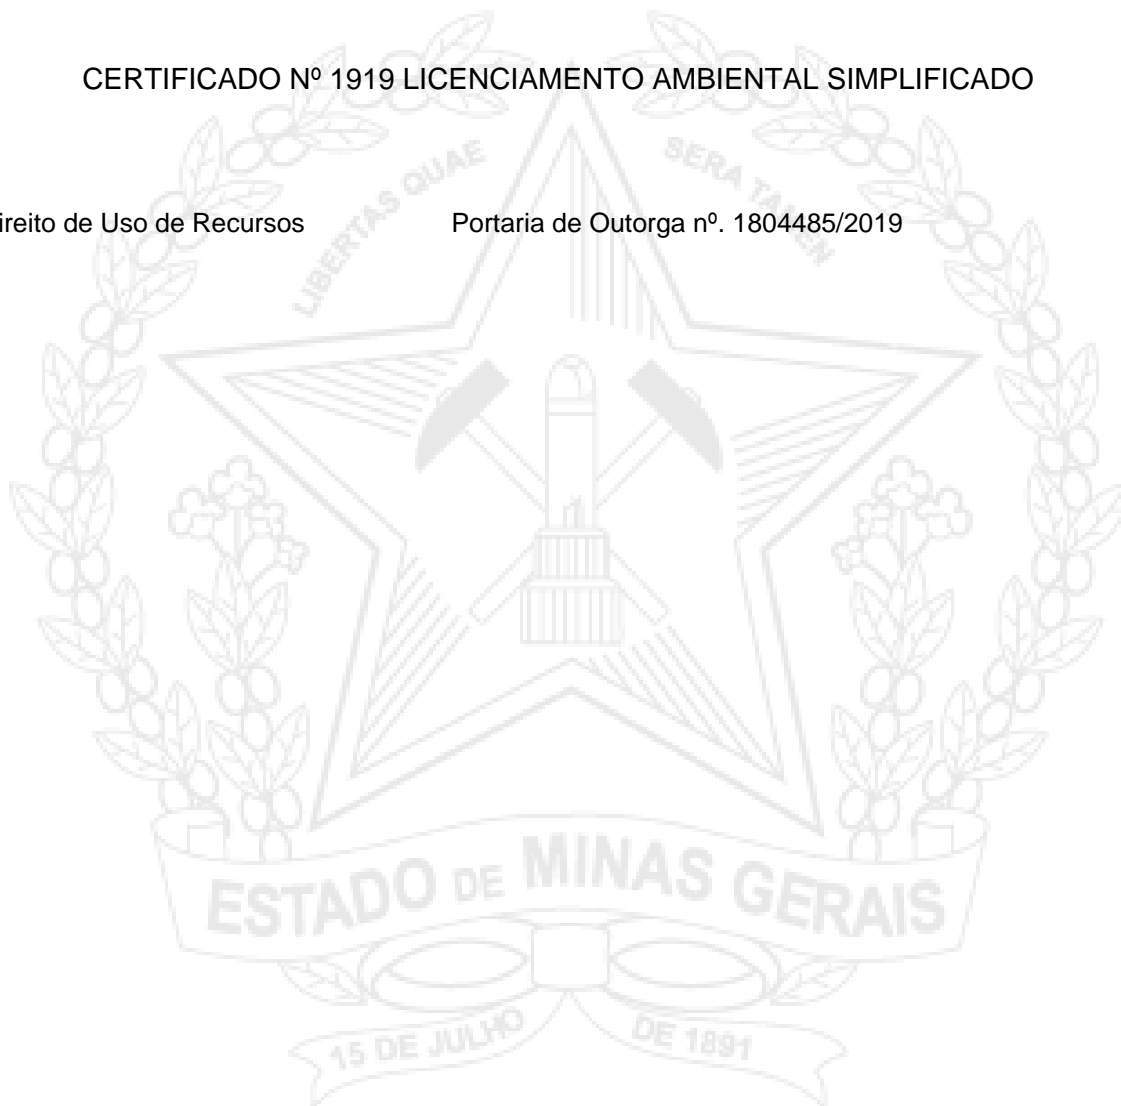 CERTIFICADO Nº 1919 LICENCIAMENTO AMBIENTAL SIMPLIFICADO
LIBERTAS QUAE SERA TAMEN
ireito de Uso de Recursos Portaria de Outorga nº. 1804485/2019
ESTADO DE MINAS GERAIS
15 DE JULHO DE 1891